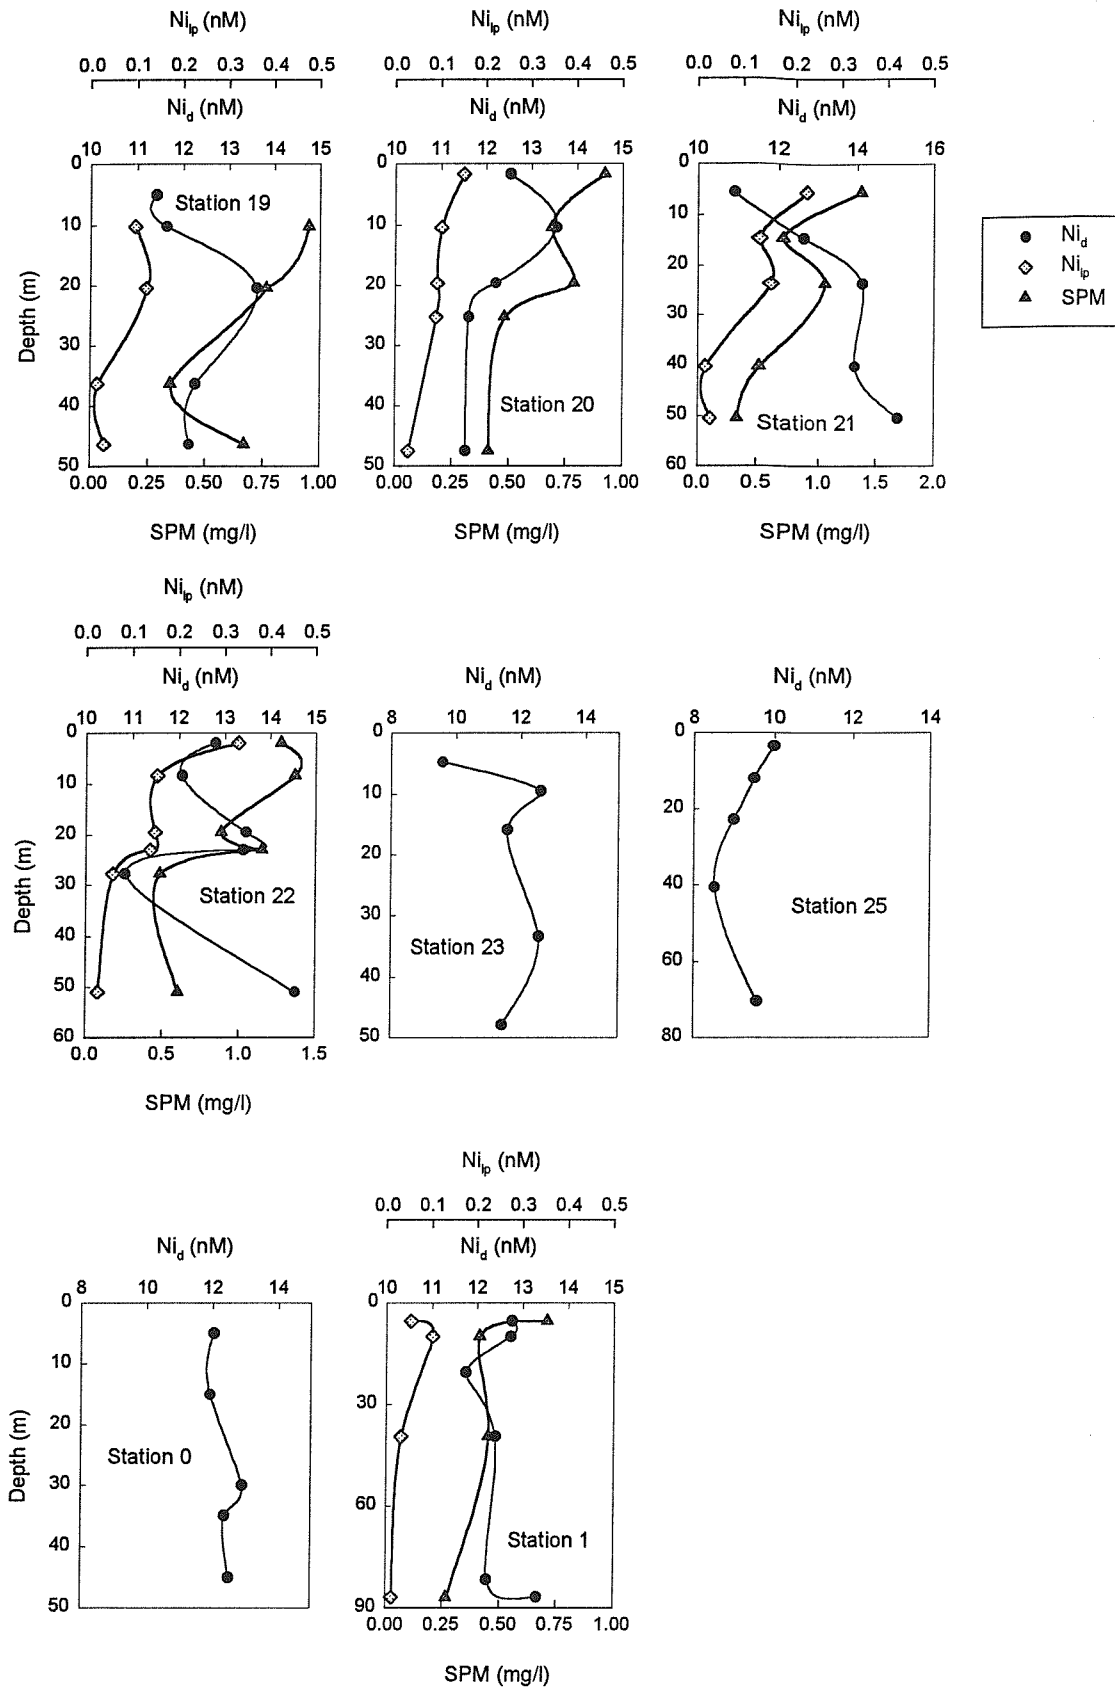 Ni_lp (nM) Ni_lp (nM) Ni_lp (nM)
0.0 0.1 0.2 0.3 0.4 0.5 0.0 0.1 0.2 0.3 0.4 0.5 0.0 0.1 0.2 0.3 0.4 0.5
Ni_d (nM) Ni_d (nM) Ni_d (nM)
10 11 12 13 14 15 10 11 12 13 14 15 10 12 14 16
0 10 20 30 40 50
Depth (m)
Station 19
0.00 0.25 0.50 0.75 1.00
SPM (mg/l)
0 10 20 30 40 50
Station 20
0.00 0.25 0.50 0.75 1.00
SPM (mg/l)
0 10 20 30 40 50 60
Station 21
0.0 0.5 1.0 1.5 2.0
SPM (mg/l)
Ni_d
Ni_lp
SPM
Ni_lp (nM)
0.0 0.1 0.2 0.3 0.4 0.5
Ni_d (nM) Ni_d (nM) Ni_d (nM)
10 11 12 13 14 15 8 10 12 14 8 10 12 14
0 10 20 30 40 50 60
Depth (m)
Station 22
0.0 0.5 1.0 1.5
SPM (mg/l)
0 10 20 30 40 50
Station 23
0 20 40 60 80
Station 25
Ni_lp (nM)
0.0 0.1 0.2 0.3 0.4 0.5
Ni_d (nM) Ni_d (nM)
8 10 12 14 10 11 12 13 14 15
0 10 20 30 40 50
Depth (m)
Station 0
0 30 60 90
Station 1
0.00 0.25 0.50 0.75 1.00
SPM (mg/l)